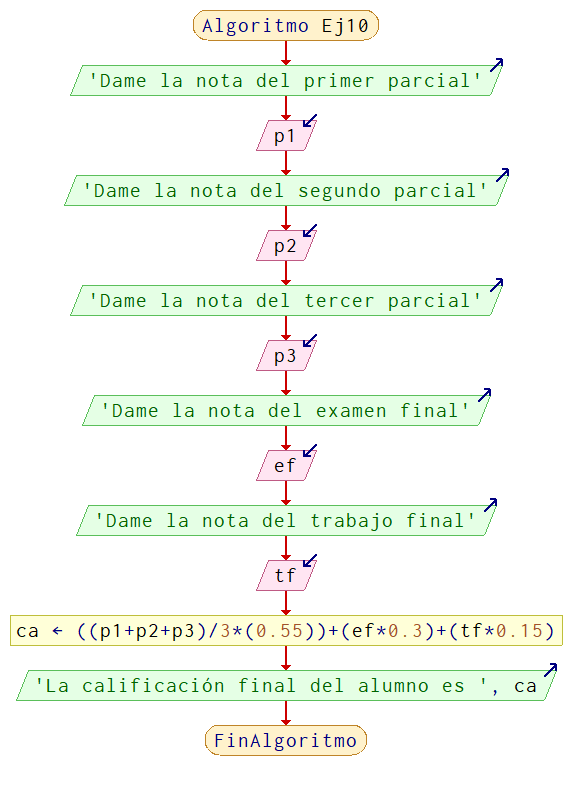 Algoritmo Ej10
'Dame la nota del primer parcial'
p1
'Dame la nota del segundo parcial'
p2
'Dame la nota del tercer parcial'
p3
'Dame la nota del examen final'
ef
'Dame la nota del trabajo final'
tf
ca ← ((p1+p2+p3)/3*(0.55))+(ef*0.3)+(tf*0.15)
'La calificación final del alumno es ', ca
FinAlgoritmo